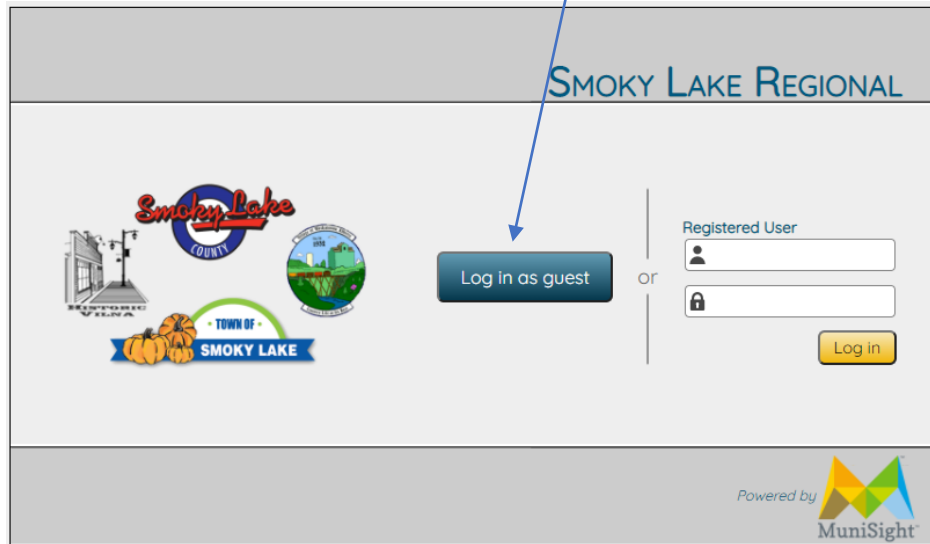 SMOKY LAKE REGIONAL
Smoky Lake
COUNTY
1921
HISTORIC
VILNA
TOWN OF
SMOKY LAKE
Log in as guest
or
Registered User
Log in
Powered by
MuniSight